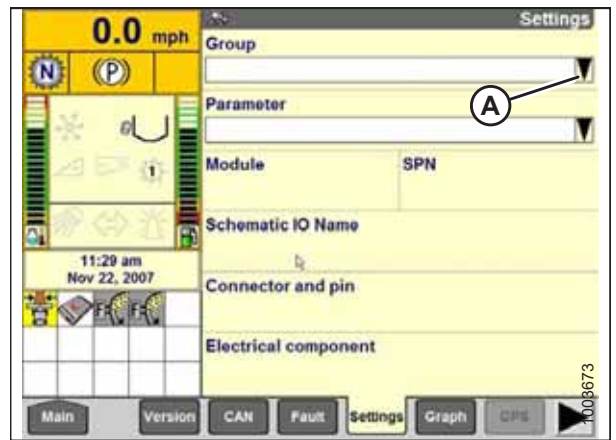 0.0 mph
Settings
Group
N
(P)
A
Parameter
Module
SPN
1
Schematic IO Name
11:29 am
Nov 22, 2007
Connector and pin
F
F
Electrical component
Main
Version
CAN
Fault
Settings
Graph
GPS
1003673